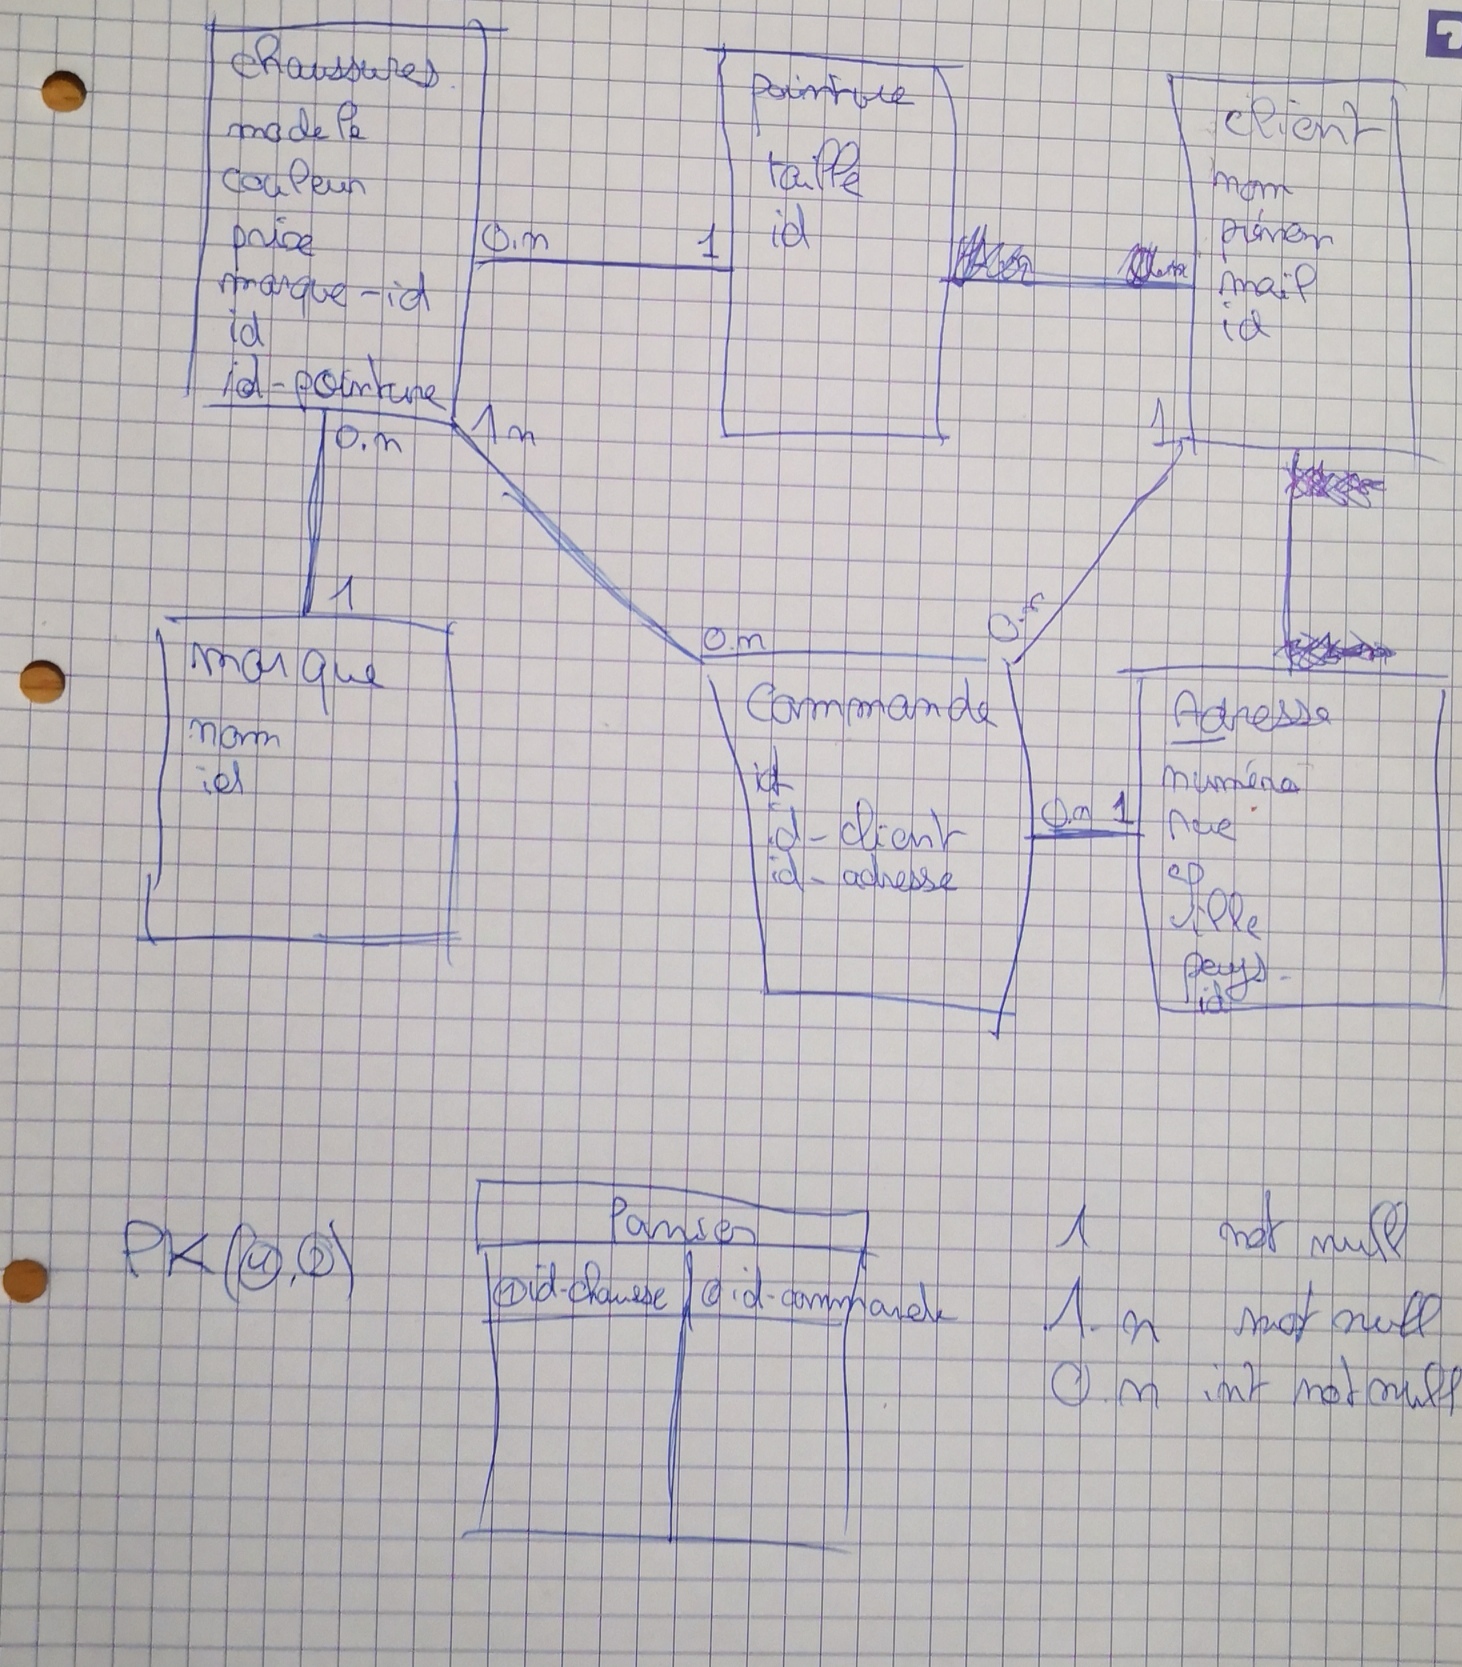 chaussures
modele
couleur
prix
marque-id
id
id-pointure
pointure
taille
id
client
nom
prénom
mail
id
0.n
1
0.n
1
1.n
0.n
1
0.n
marque
nom
id
Commande
id
id-client
id-adresse
0.n 1
Adresse
numéro
rue
cp
ville
pays
id
PK(①,②)
Panier
①id-chausse
②id-commande
1 not null
1.n not null
0.n int not null